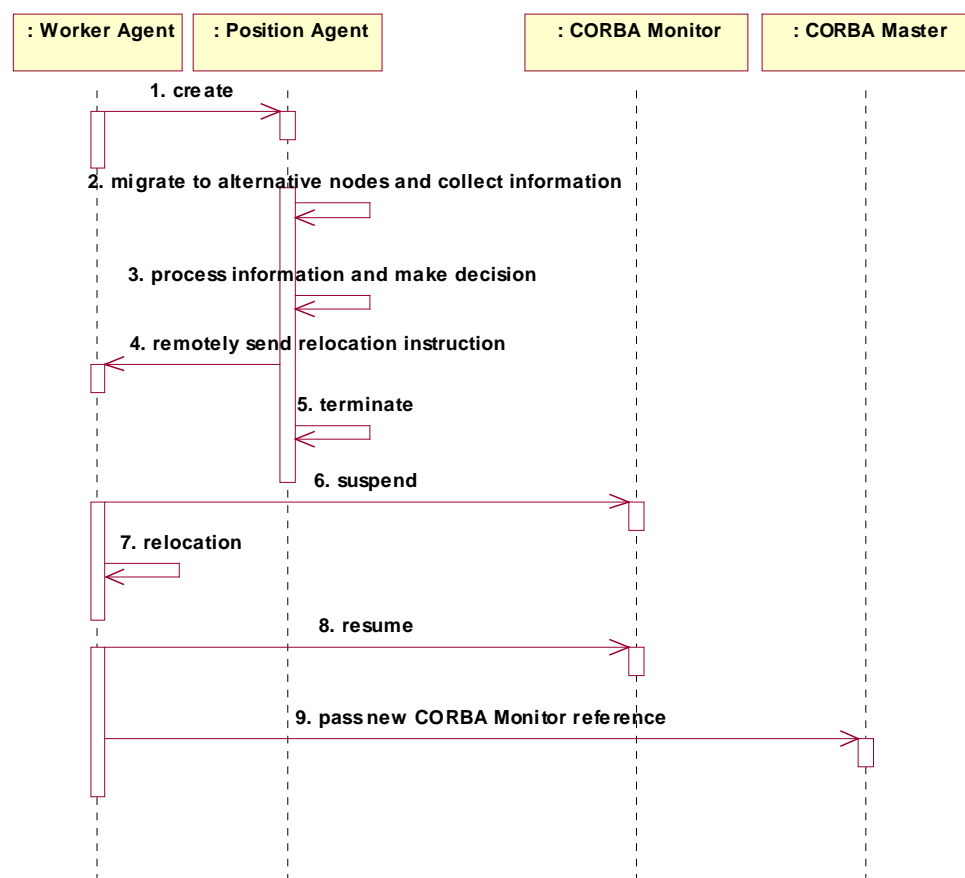 : Worker Agent
: Position Agent
: CORBA Monitor
: CORBA Master
1. create
2. migrate to alternative nodes and collect information
3. process information and make decision
4. remotely send relocation instruction
5. terminate
6. suspend
7. relocation
8. resume
9. pass new CORBA Monitor reference